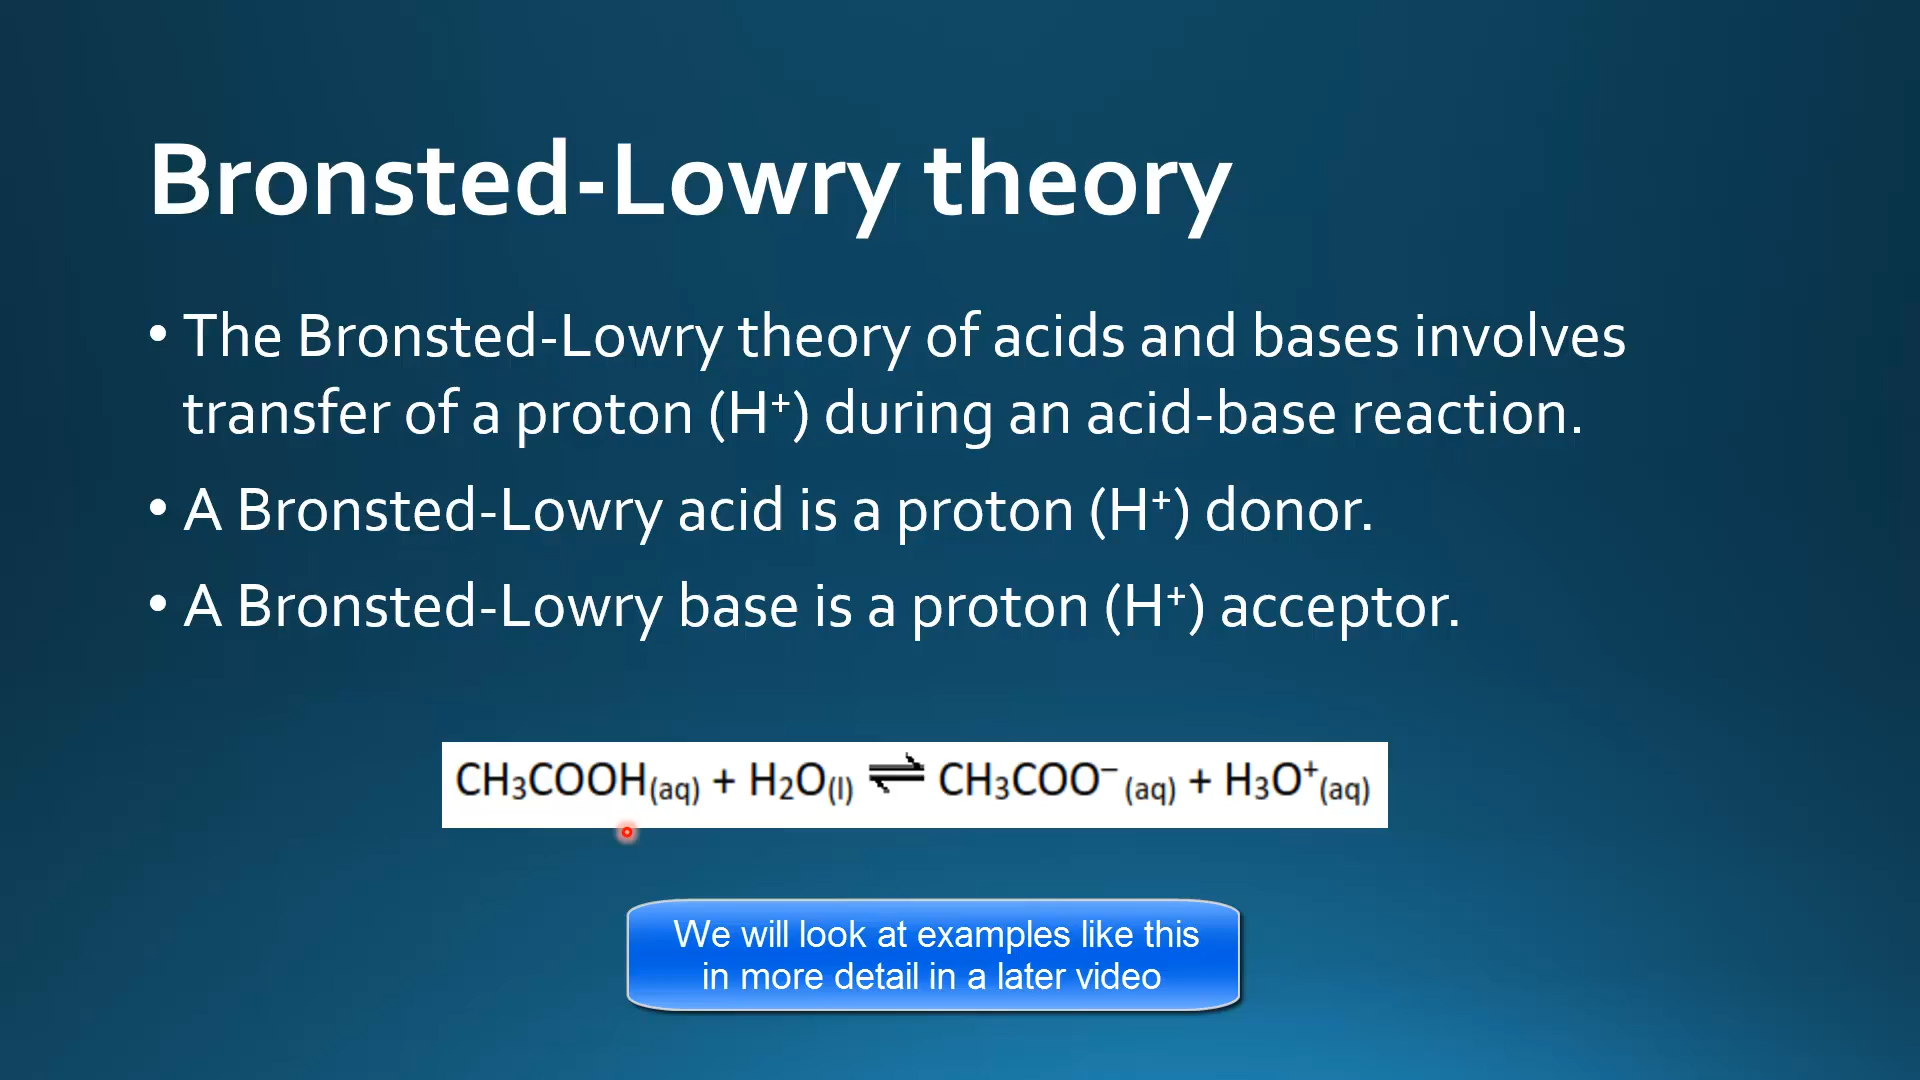 Bronsted-Lowry theory
• The Bronsted-Lowry theory of acids and bases involves
transfer of a proton (H⁺) during an acid-base reaction.
• A Bronsted-Lowry acid is a proton (H⁺) donor.
• A Bronsted-Lowry base is a proton (H⁺) acceptor.
CH₃COOH(aq) + H₂O(l) ⇌ CH₃COO⁻ (aq) + H₃O⁺(aq)
We will look at examples like this
in more detail in a later video